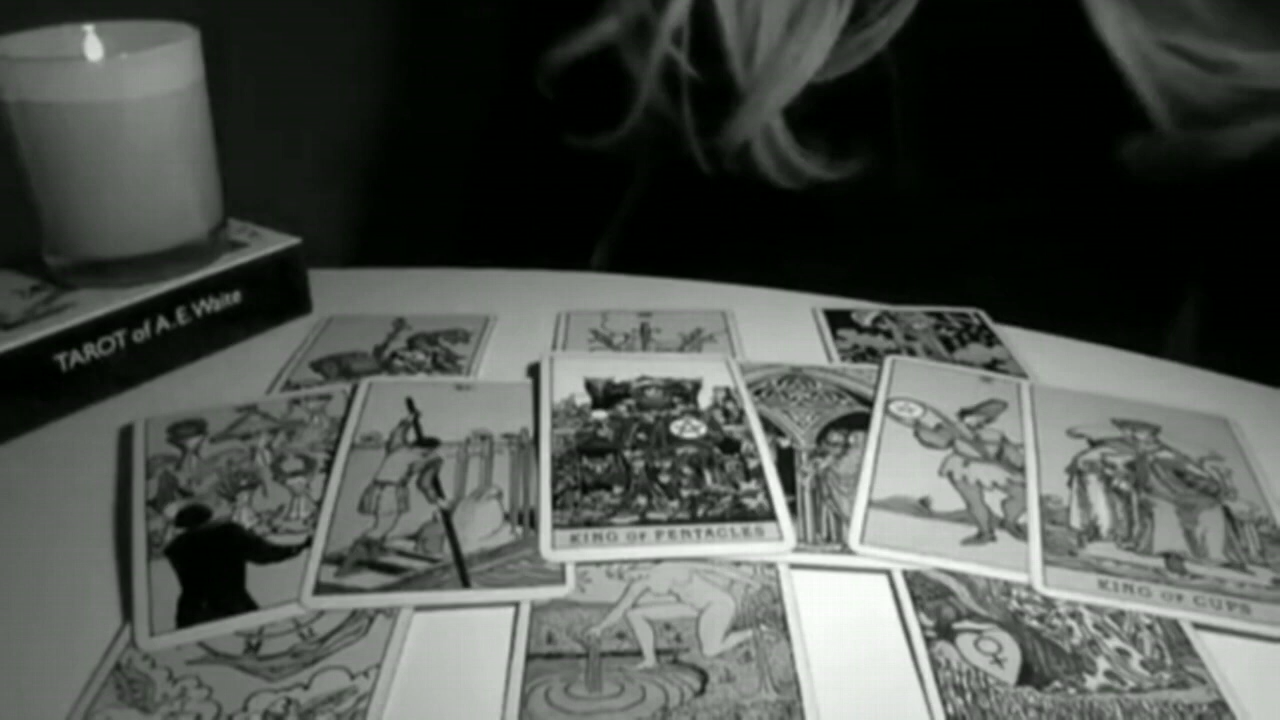 TAROT of A.E. Waite
KING OF PENTACLES
KING OF CUPS